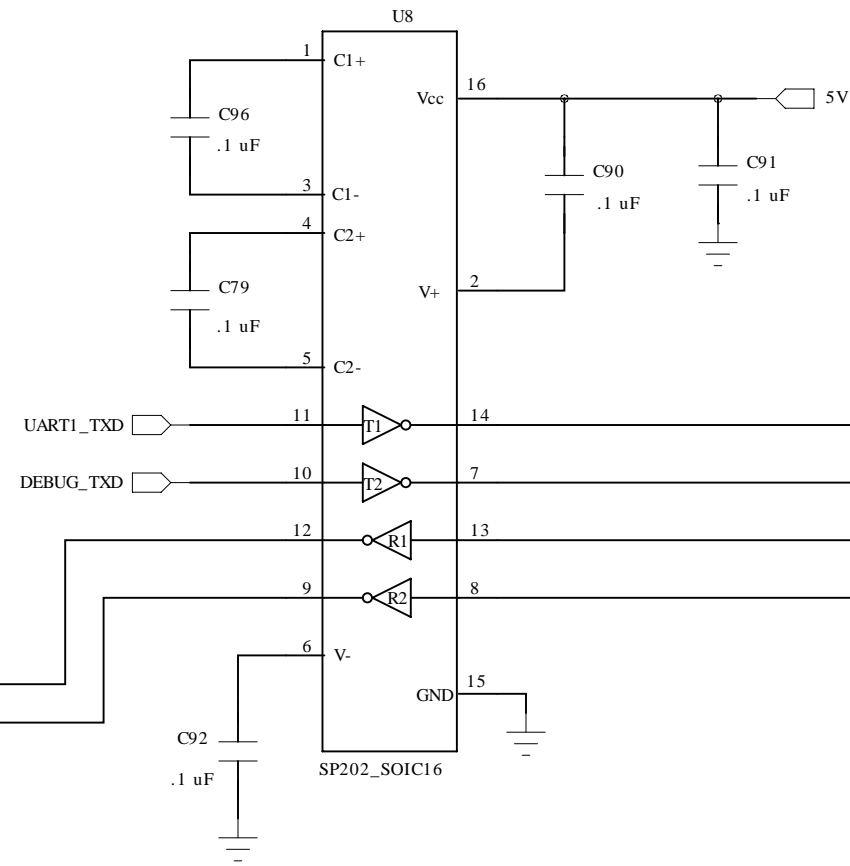 U8
1
C1+
16
Vcc
5V
C96
.1 uF
C90
.1 uF
C91
.1 uF
3
C1-
4
C2+
2
V+
C79
.1 uF
5
C2-
UART1_TXD
11
T1
14
DEBUG_TXD
10
T2
7
12
R1
13
9
R2
8
6
V-
15
GND
C92
.1 uF
SP202_SOIC16